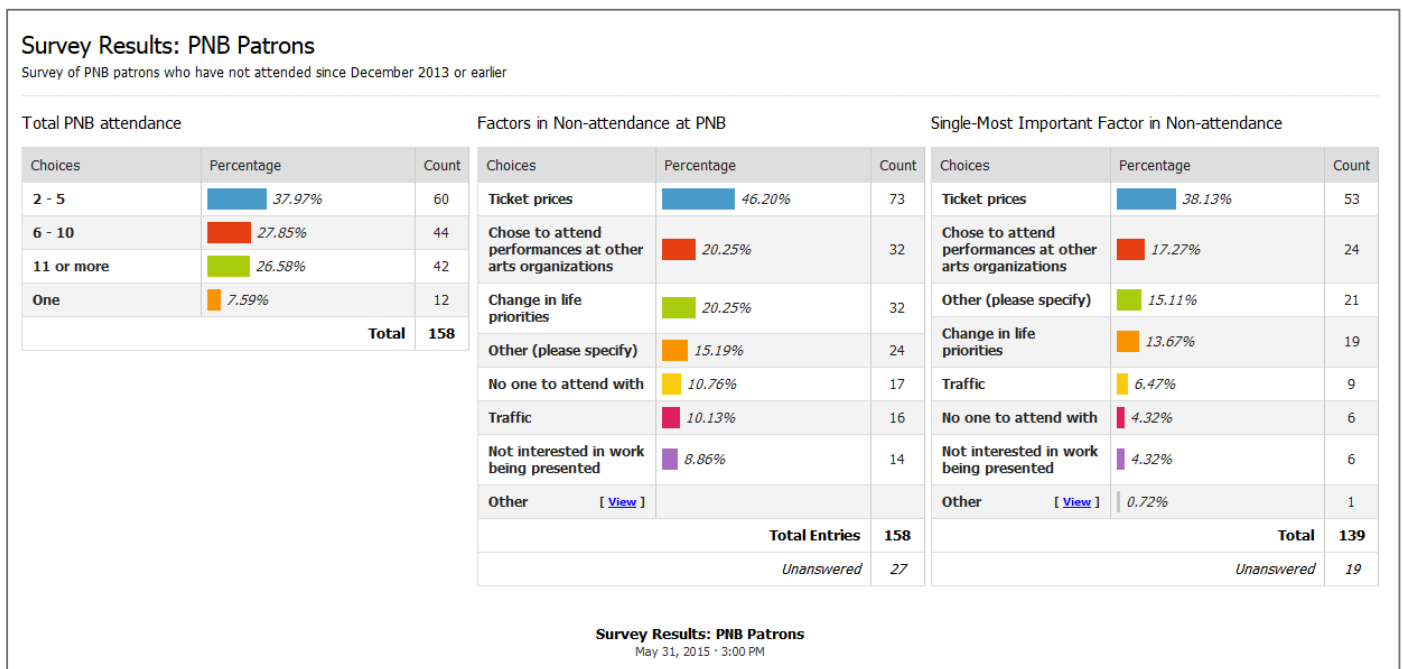 Survey Results: PNB Patrons
Survey of PNB patrons who have not attended since December 2013 or earlier
Total PNB attendance
Choices Percentage Count
2 - 5 37.97% 60
6 - 10 27.85% 44
11 or more 26.58% 42
One 7.59% 12
Total 158
Factors in Non-attendance at PNB
Choices Percentage Count
Ticket prices 46.20% 73
Chose to attend
performances at other 20.25% 32
arts organizations
Change in life
priorities 20.25% 32
Other (please specify) 15.19% 24
No one to attend with 10.76% 17
Traffic 10.13% 16
Not interested in work
being presented 8.86% 14
Other [ View ]
Total Entries 158
Unanswered 27
Single-Most Important Factor in Non-attendance
Choices Percentage Count
Ticket prices 38.13% 53
Chose to attend
performances at other 17.27% 24
arts organizations
Other (please specify) 15.11% 21
Change in life
priorities 13.67% 19
Traffic 6.47% 9
No one to attend with 4.32% 6
Not interested in work
being presented 4.32% 6
Other [ View ] 0.72% 1
Total 139
Unanswered 19
Survey Results: PNB Patrons
May 31, 2015 · 3:00 PM